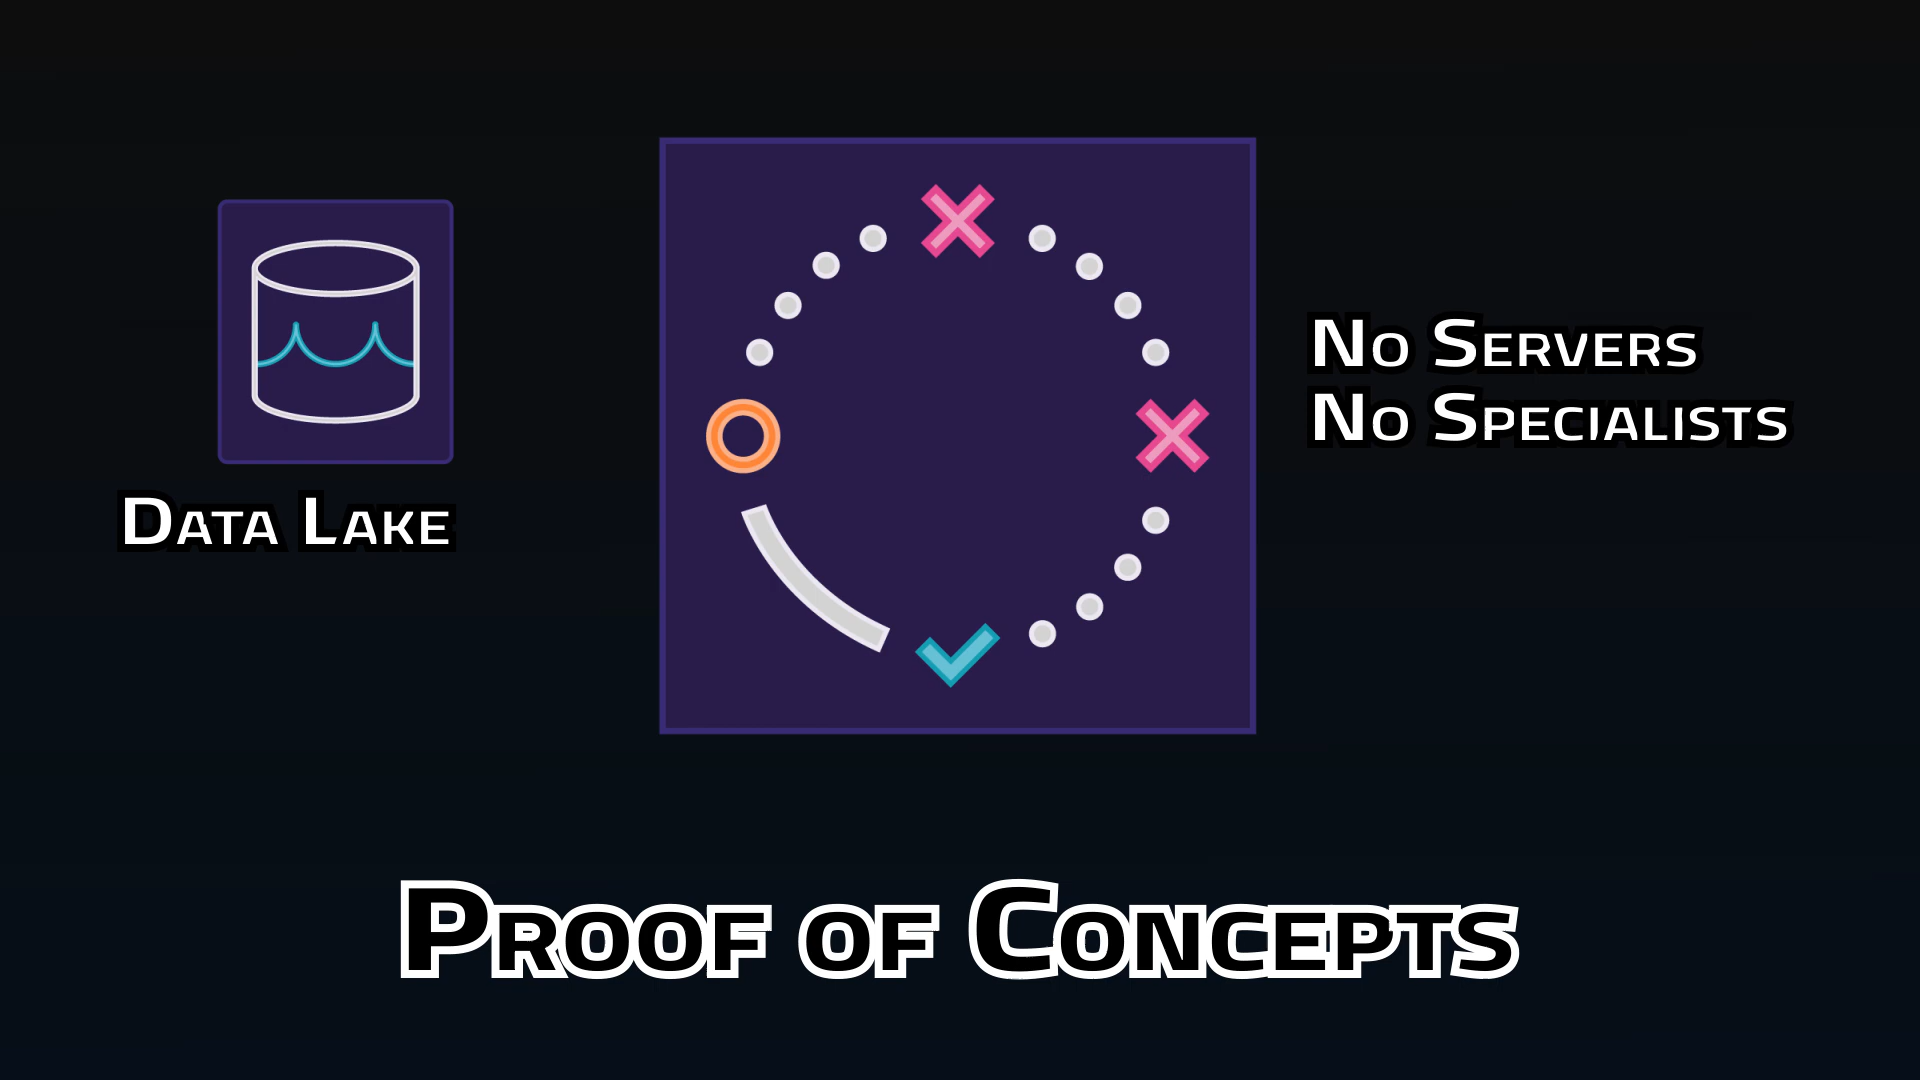 Data Lake
No Servers
No Specialists
Proof of Concepts